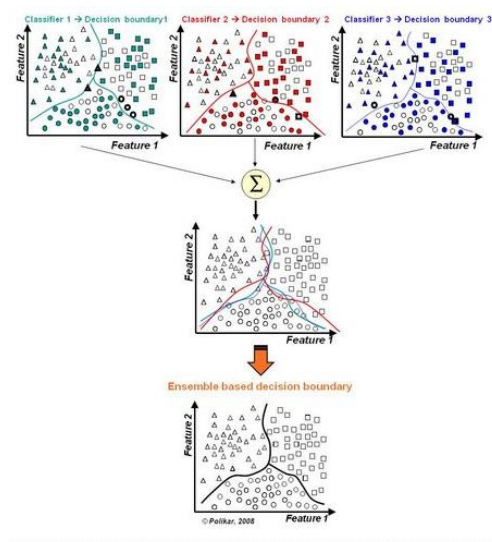 Classifier 1 → Decision boundary1
Classifier 2 → Decision boundary 2
Classifier 3 → Decision boundary 3
Feature 2
Feature 1
Feature 2
Feature 1
Feature 2
Feature 1
Σ
Feature 2
Feature 1
Ensemble based decision boundary
Feature 2
Feature 1
© Polikar, 2008